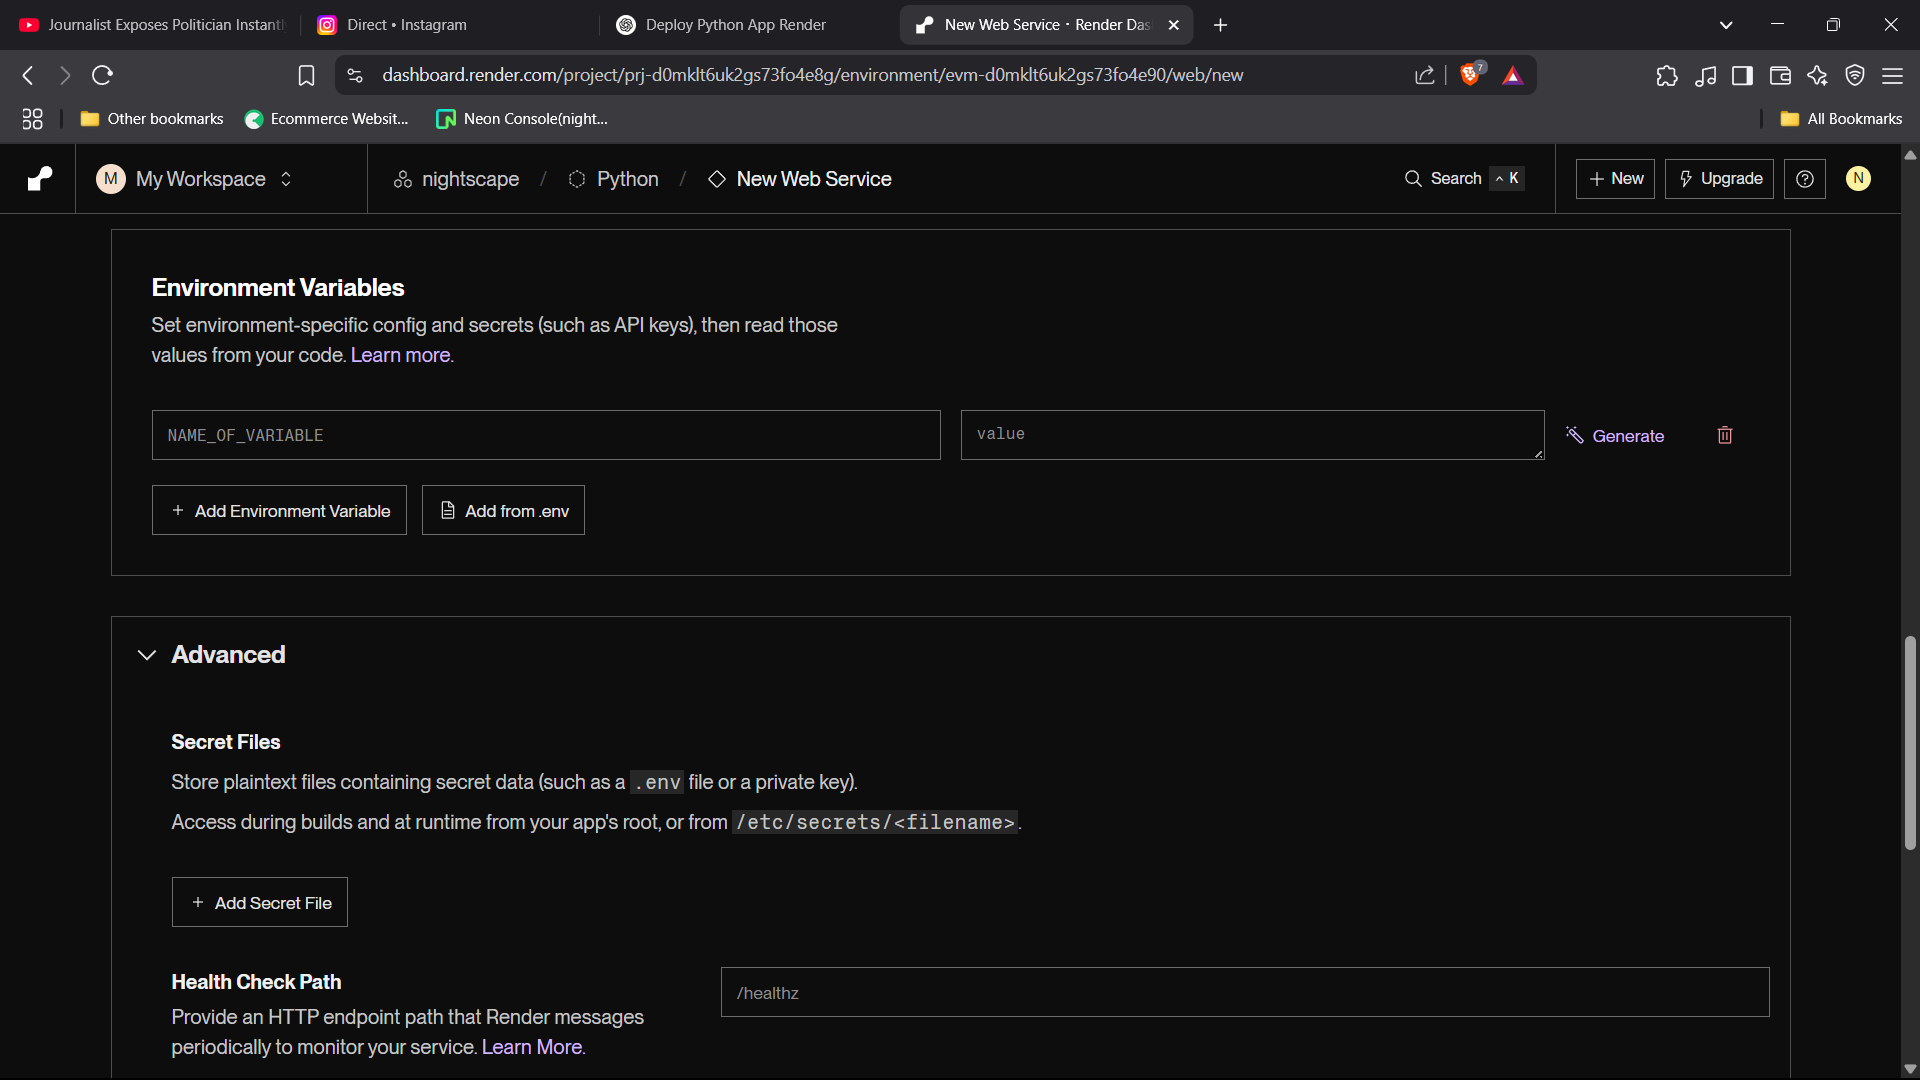 Journalist Exposes Politician Instant
Direct • Instagram
Deploy Python App Render
New Web Service · Render Das
dashboard.render.com/project/prj-d0mklt6uk2gs73fo4e8g/environment/evm-d0mklt6uk2gs73fo4e90/web/new
7
Other bookmarks
Ecommerce Websit...
Neon Console(night...
All Bookmarks
M My Workspace
nightscape / Python / New Web Service
Search ^ K
+ New
Upgrade
N
Environment Variables
Set environment-specific config and secrets (such as API keys), then read those
values from your code. Learn more.
NAME_OF_VARIABLE
value
Generate
+ Add Environment Variable
Add from .env
Advanced
Secret Files
Store plaintext files containing secret data (such as a .env file or a private key).
Access during builds and at runtime from your app's root, or from /etc/secrets/<filename>.
+ Add Secret File
Health Check Path
/healthz
Provide an HTTP endpoint path that Render messages
periodically to monitor your service. Learn More.